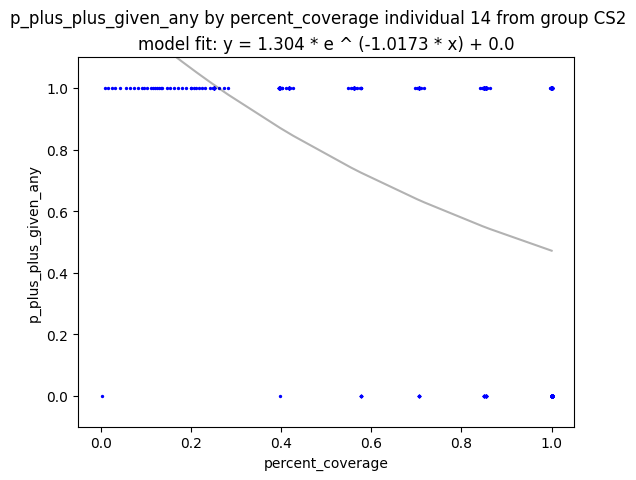 p_plus_plus_given_any by percent_coverage individual 14 from group CS2
model fit: y = 1.304 * e ^ (-1.0173 * x) + 0.0
1.0
0.8
0.6
0.4
0.2
0.0
p_plus_plus_given_any
0.0 0.2 0.4 0.6 0.8 1.0
percent_coverage